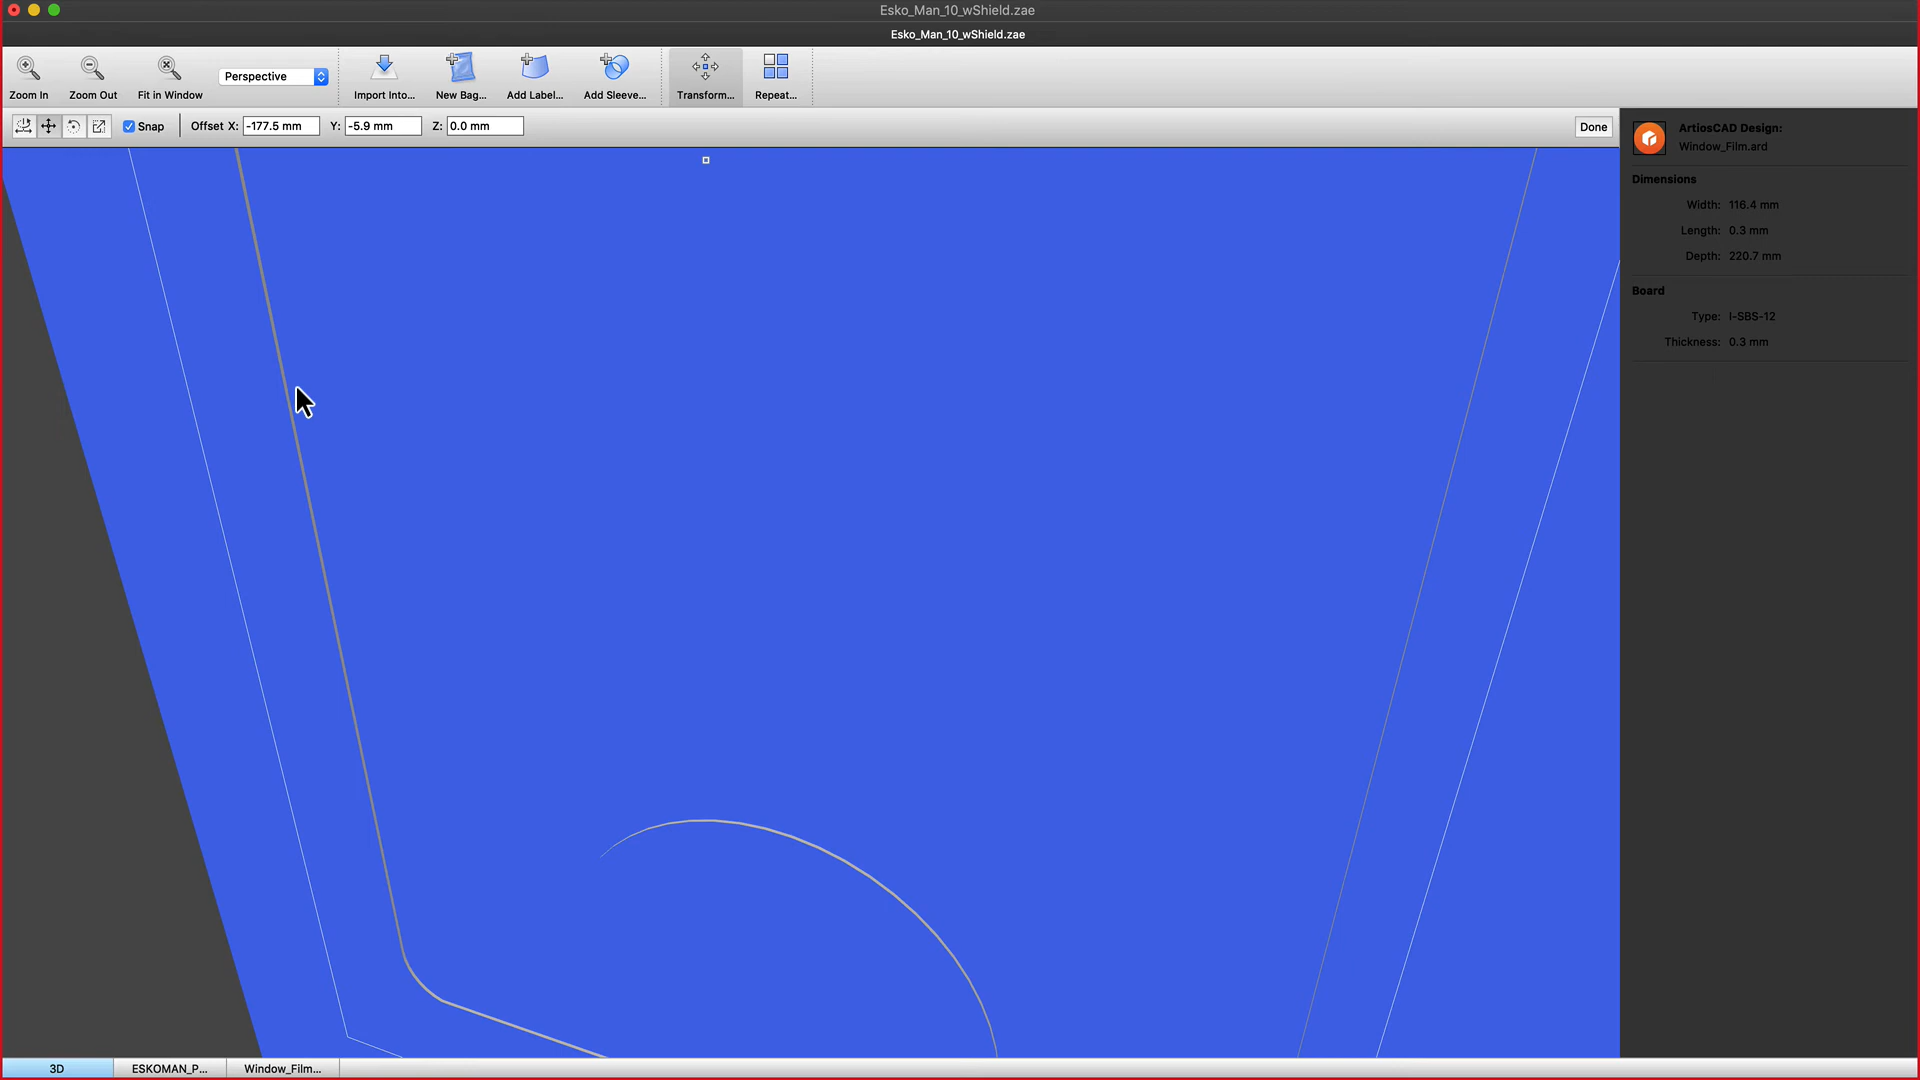 Esko_Man_10_wShield.zae
Esko_Man_10_wShield.zae
Zoom In
Zoom Out
Fit in Window
Perspective
Import Into...
New Bag...
Add Label...
Add Sleeve...
Transform...
Repeat...
Snap
Offset X: -177.5 mm Y: -5.9 mm Z: 0.0 mm
Done
ArtiosCAD Design:
Window_Film.ard
Dimensions
Width: 116.4 mm
Length: 0.3 mm
Depth: 220.7 mm
Board
Type: I-SBS-12
Thickness: 0.3 mm
3D
ESKOMAN_P...
Window_Film...